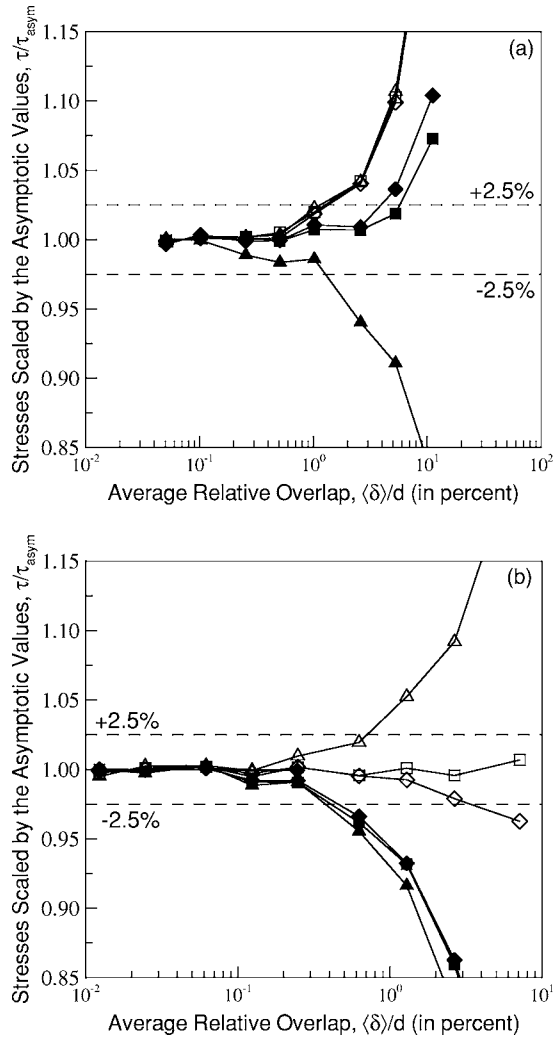 (a)
Stresses Scaled by the Asymptotic Values, τ/τasym
1.15
1.10
1.05
1.00
0.95
0.90
0.85
+2.5%
-2.5%
10-2 10-1 100 101 102
Average Relative Overlap, ⟨δ⟩/d (in percent)
(b)
Stresses Scaled by the Asymptotic Values, τ/τasym
1.15
1.10
1.05
1.00
0.95
0.90
0.85
+2.5%
-2.5%
10-2 10-1 100 101
Average Relative Overlap, ⟨δ⟩/d (in percent)